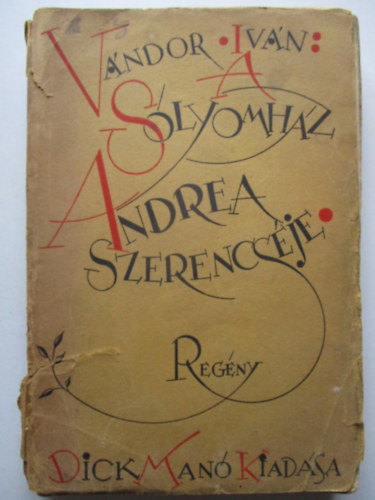 VÁNDOR · IVÁN:
A
SÓLYOMHÁZ
ANDREA
SZERENCSÉJE·
REGÉNY
DICK MANÓ KIADÁSA